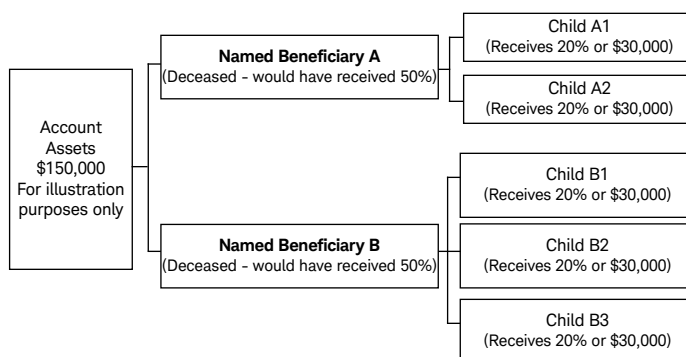 Account
Assets
$150,000
For illustration
purposes only
Named Beneficiary A
(Deceased - would have received 50%)
Child A1
(Receives 20% or $30,000)
Child A2
(Receives 20% or $30,000)
Named Beneficiary B
(Deceased - would have received 50%)
Child B1
(Receives 20% or $30,000)
Child B2
(Receives 20% or $30,000)
Child B3
(Receives 20% or $30,000)